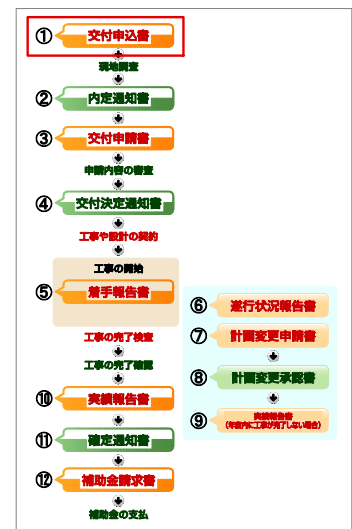 ① 交付申込書
現地調査
② 内定通知書
③ 交付申請書
申請内容の審査
④ 交付決定通知書
工事や設計の契約
工事の開始
⑤ 着手報告書
⑥ 遂行状況報告書
⑦ 計画変更申請書
⑧ 計画変更承認書
⑨ 実績報告書
(年度内に工事が完了しない場合)
工事の完了検査
工事の完了確認
⑩ 実績報告書
⑪ 確定通知書
⑫ 補助金請求書
補助金の支払